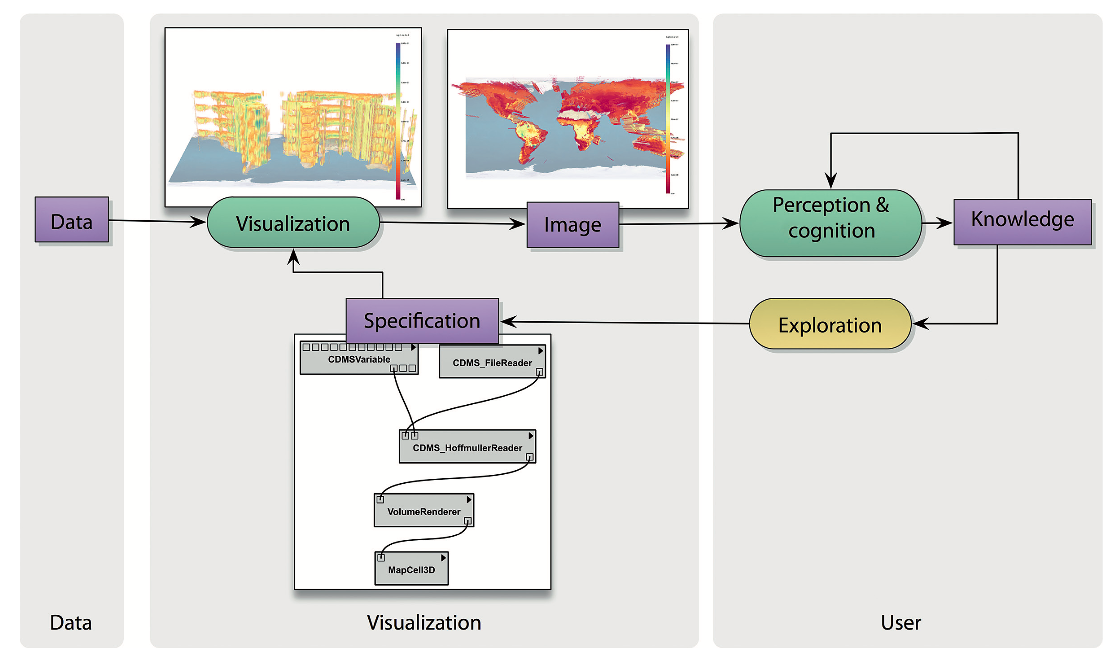 Data
Visualization
Image
Perception &
cognition
Knowledge
Specification
Exploration
CDMSVariable
CDMS_FileReader
CDMS_HoffmullerReader
VolumeRenderer
MapCell3D
Data
Visualization
User